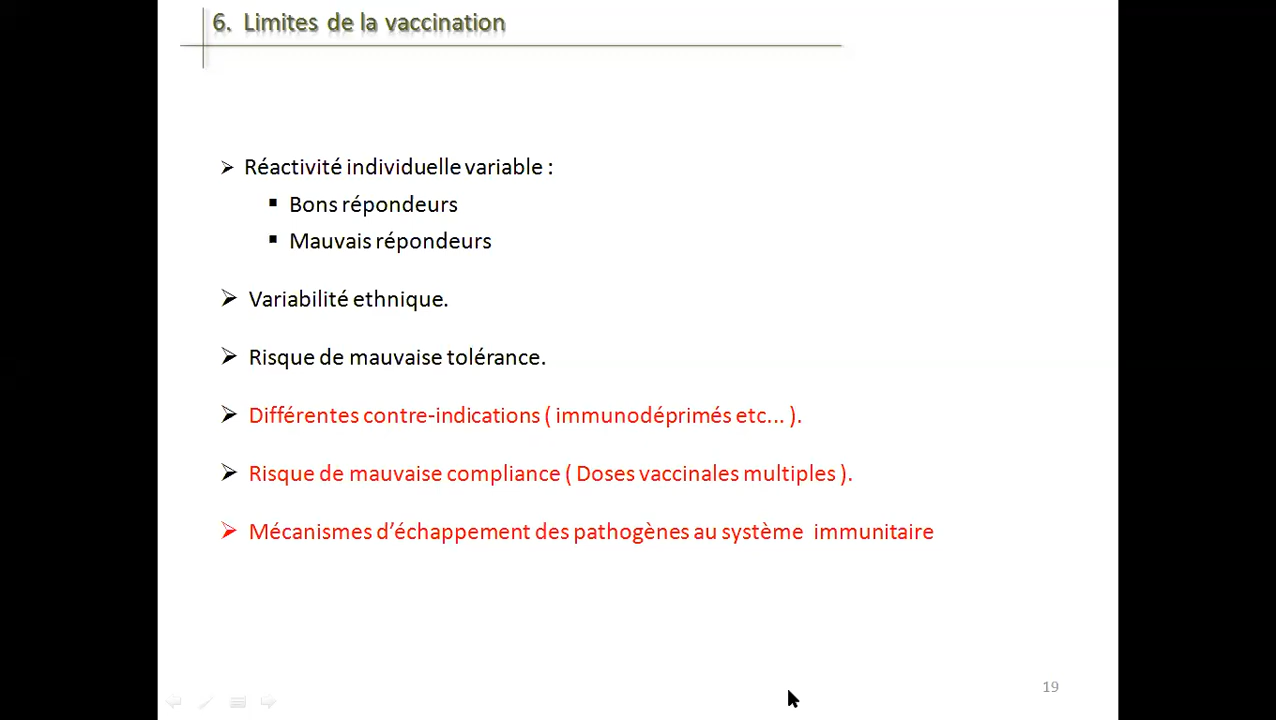 6. Limites de la vaccination
➢ Réactivité individuelle variable :
▪ Bons répondeurs
▪ Mauvais répondeurs
➢ Variabilité ethnique.
➢ Risque de mauvaise tolérance.
➢ Différentes contre-indications ( immunodéprimés etc... ).
➢ Risque de mauvaise compliance ( Doses vaccinales multiples ).
➢ Mécanismes d’échappement des pathogènes au système immunitaire
19